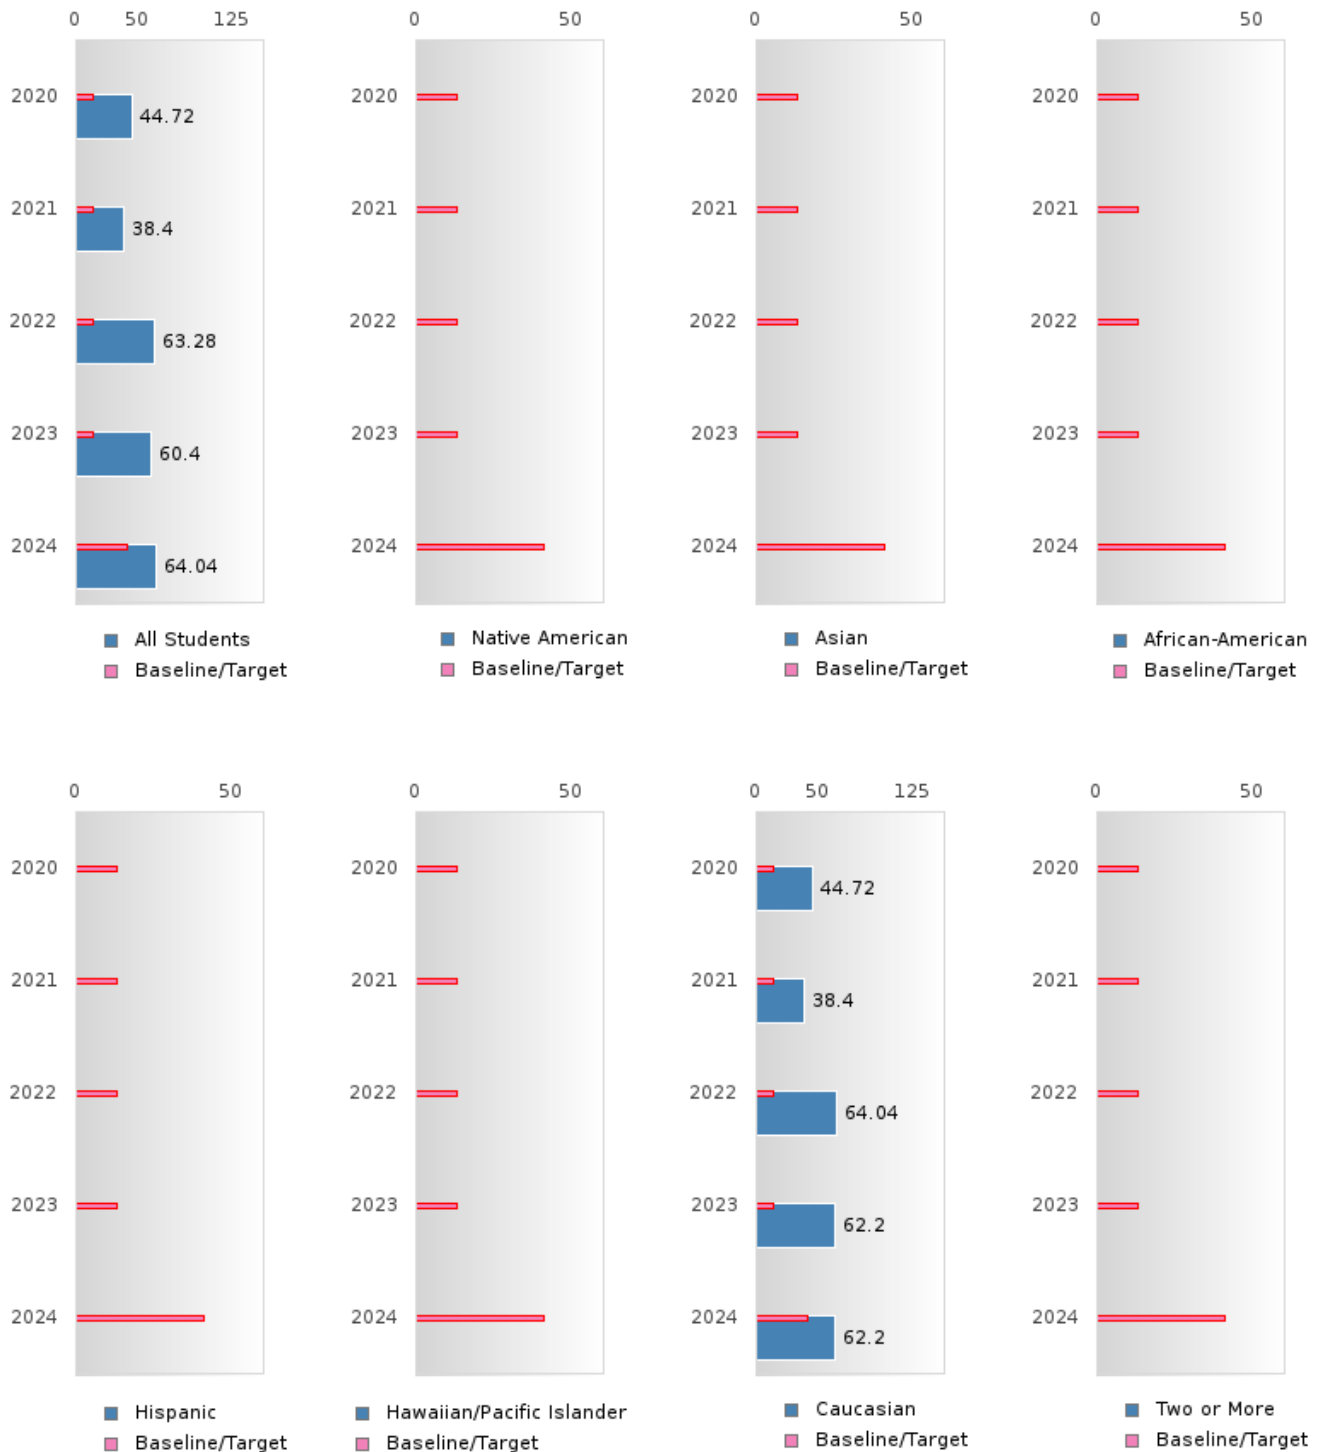 0 50 125
0 50
0 50
0 50
2020 44.72
2020
2020
2020
2021 38.4
2021
2021
2021
2022 63.28
2022
2022
2022
2023 60.4
2023
2023
2023
2024 64.04
2024
2024
2024
All Students
Baseline/Target
Native American
Baseline/Target
Asian
Baseline/Target
African-American
Baseline/Target
0 50
0 50
0 50 125
0 50
2020
2020
2020 44.72
2020
2021
2021
2021 38.4
2021
2022
2022
2022 64.04
2022
2023
2023
2023 62.2
2023
2024
2024
2024 62.2
2024
Hispanic
Baseline/Target
Hawaiian/Pacific Islander
Baseline/Target
Caucasian
Baseline/Target
Two or More
Baseline/Target